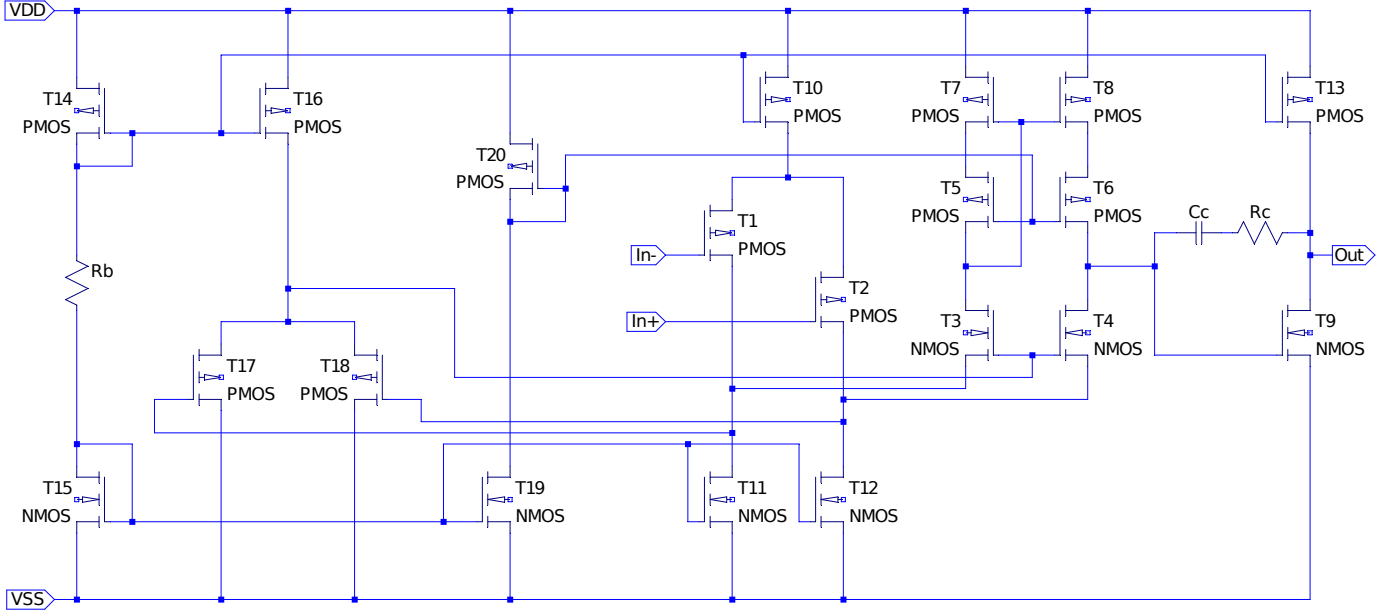 VDD
T14
PMOS
T16
PMOS
T10
PMOS
T7
PMOS
T8
PMOS
T13
PMOS
T20
PMOS
T5
PMOS
T6
PMOS
T1
PMOS
Cc
Rc
In-
Out
Rb
T2
PMOS
In+
T3
NMOS
T4
NMOS
T9
NMOS
T17
PMOS
T18
PMOS
T15
NMOS
T19
NMOS
T11
NMOS
T12
NMOS
VSS